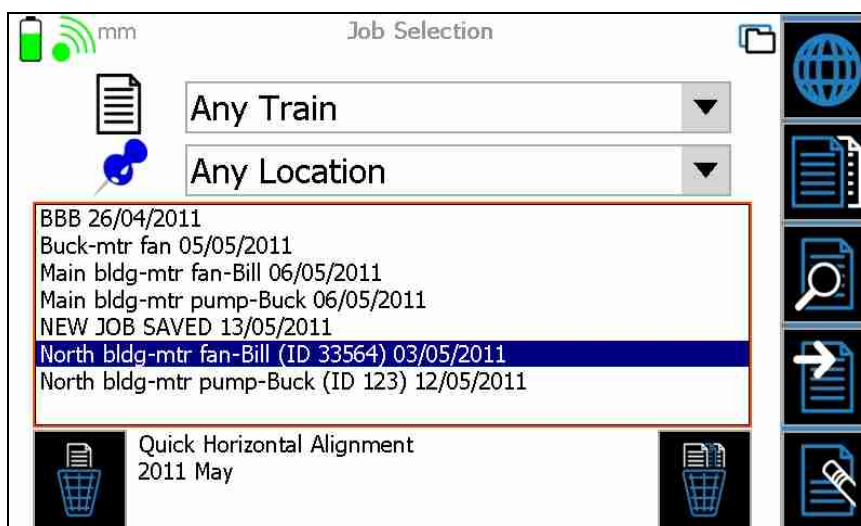 mm
Job Selection
Any Train
Any Location
BBB 26/04/2011
Buck-mtr fan 05/05/2011
Main bldg-mtr fan-Bill 06/05/2011
Main bldg-mtr pump-Buck 06/05/2011
NEW JOB SAVED 13/05/2011
North bldg-mtr fan-Bill (ID 33564) 03/05/2011
North bldg-mtr pump-Buck (ID 123) 12/05/2011
Quick Horizontal Alignment
2011 May